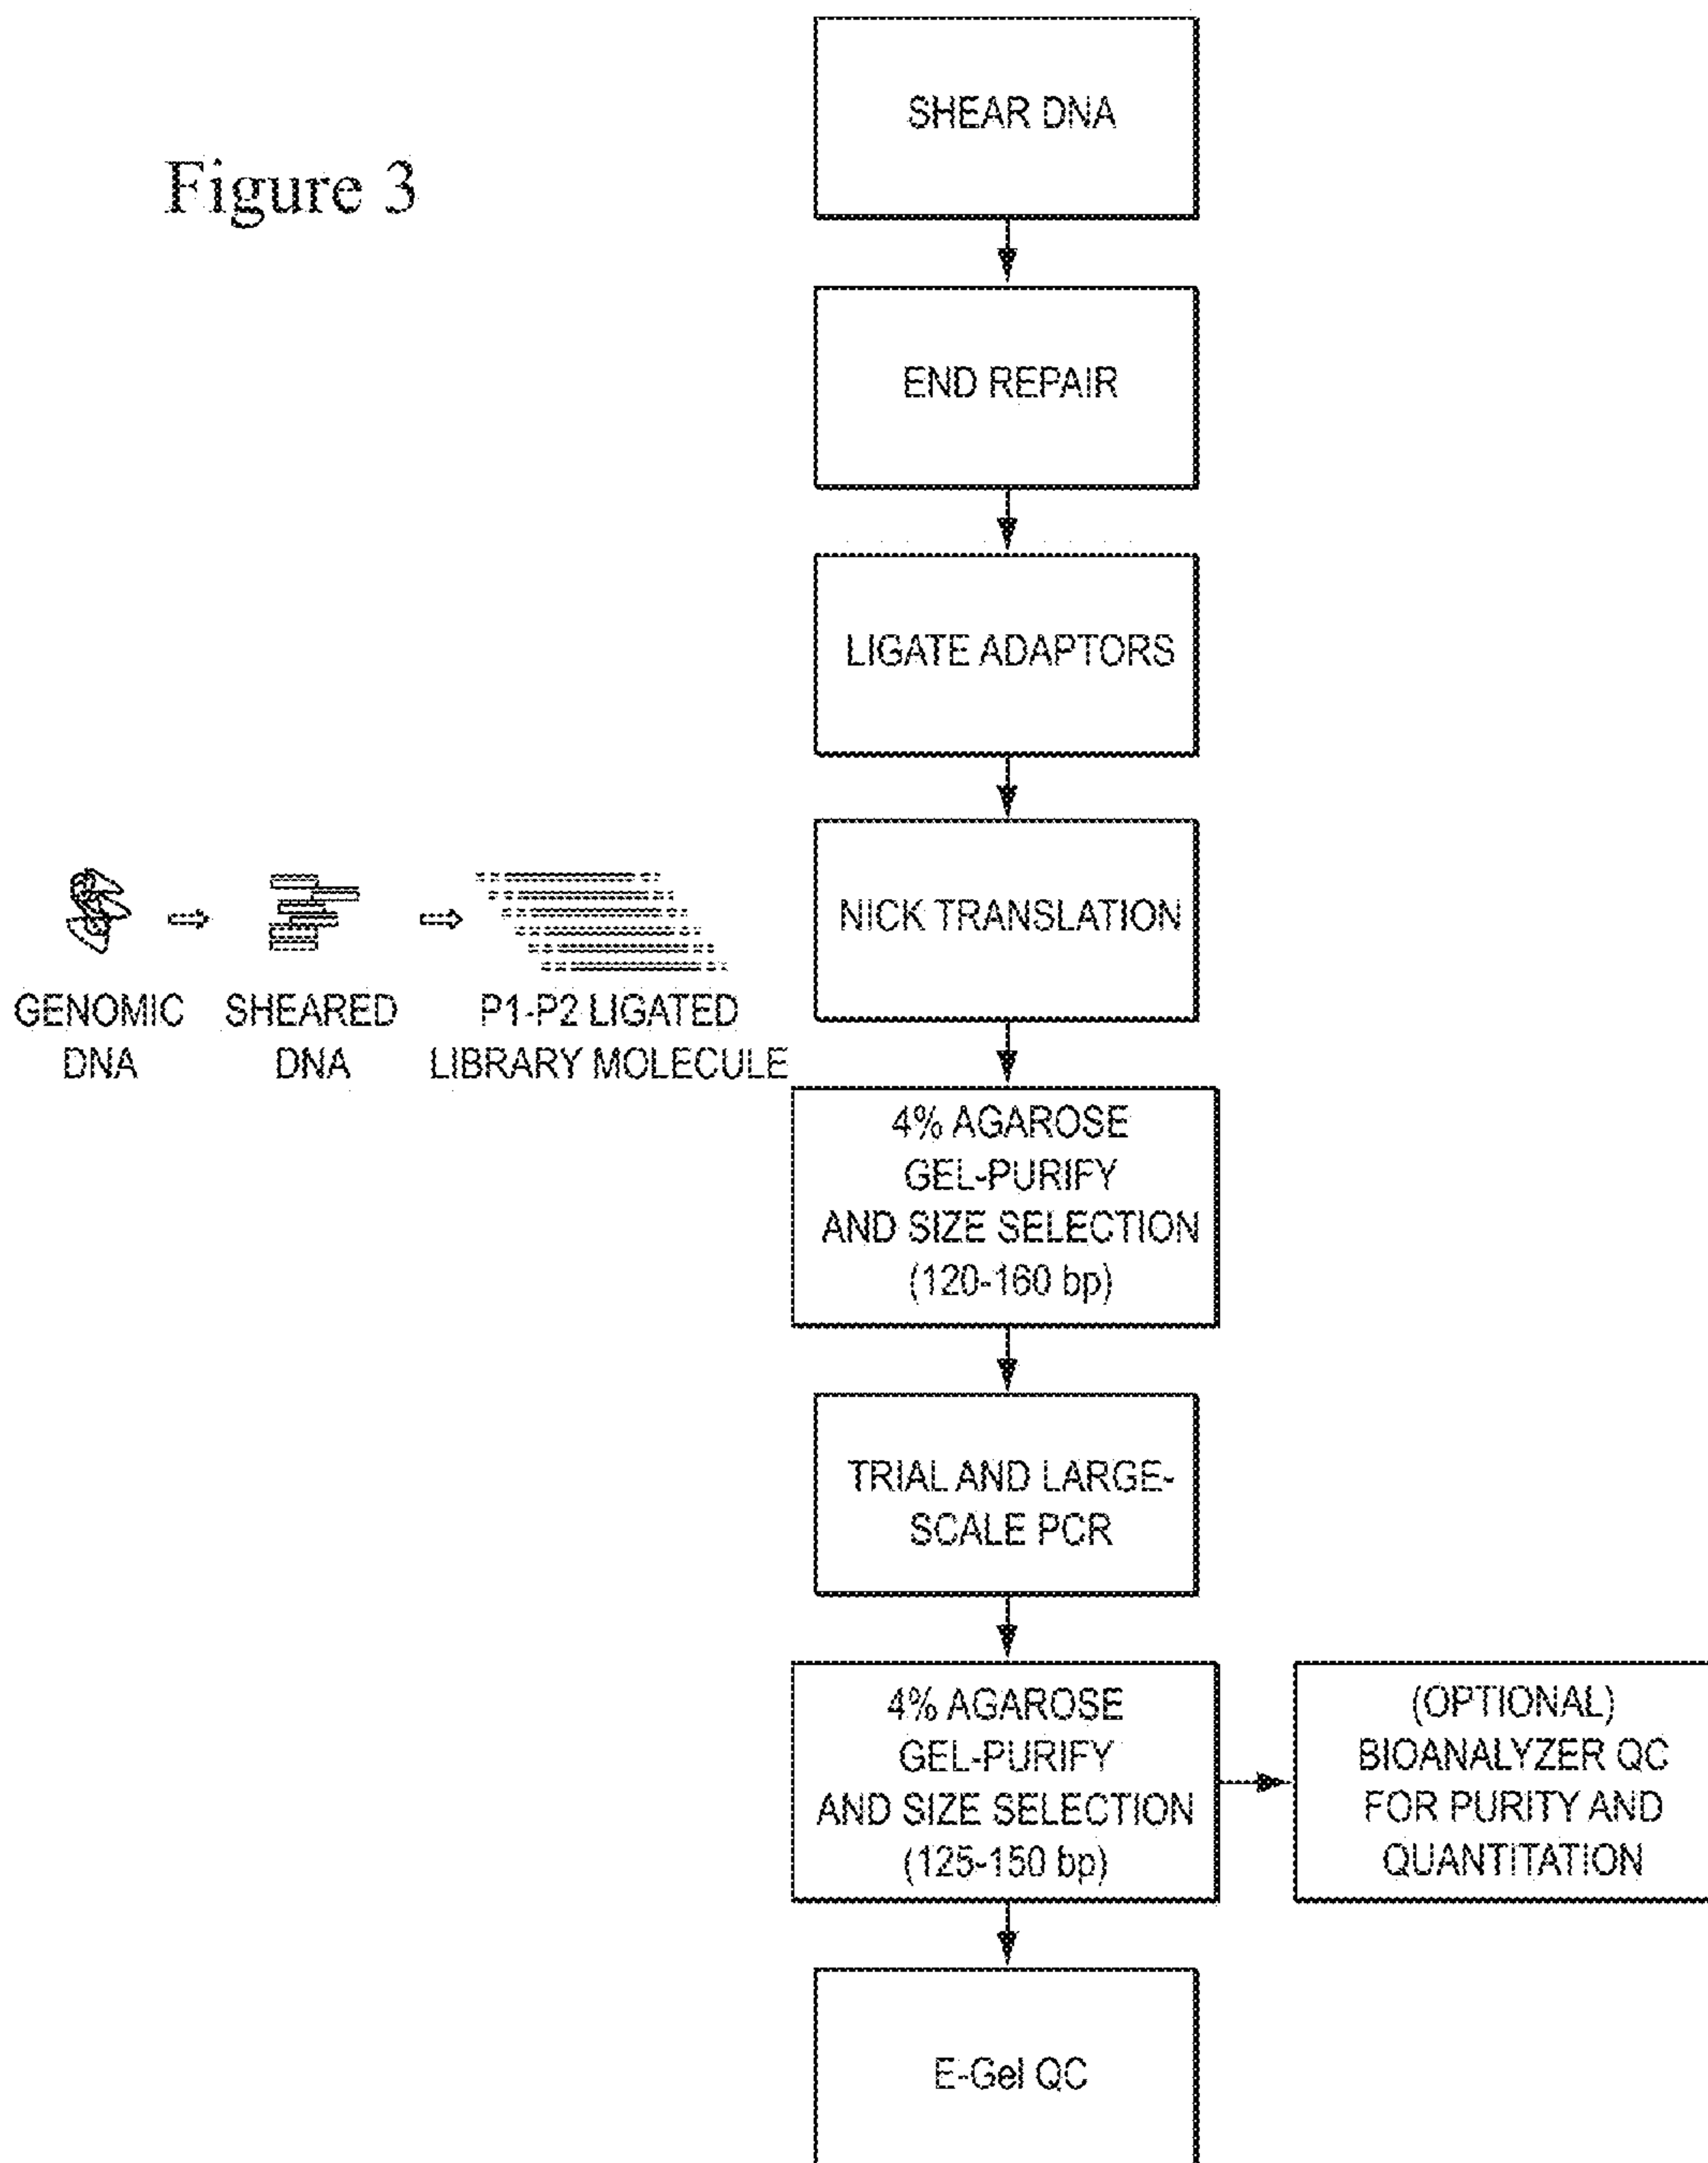 Figure 3
SHEAR DNA
END REPAIR
LIGATE ADAPTORS
NICK TRANSLATION
GENOMIC
DNA
SHEARED
DNA
P1-P2 LIGATED
LIBRARY MOLECULE
4% AGAROSE
GEL-PURIFY
AND SIZE SELECTION
(120-160 bp)
TRIAL AND LARGE-
SCALE PCR
4% AGAROSE
GEL-PURIFY
AND SIZE SELECTION
(125-150 bp)
(OPTIONAL)
BIOANALYZER QC
FOR PURITY AND
QUANTITATION
E-Gel QC